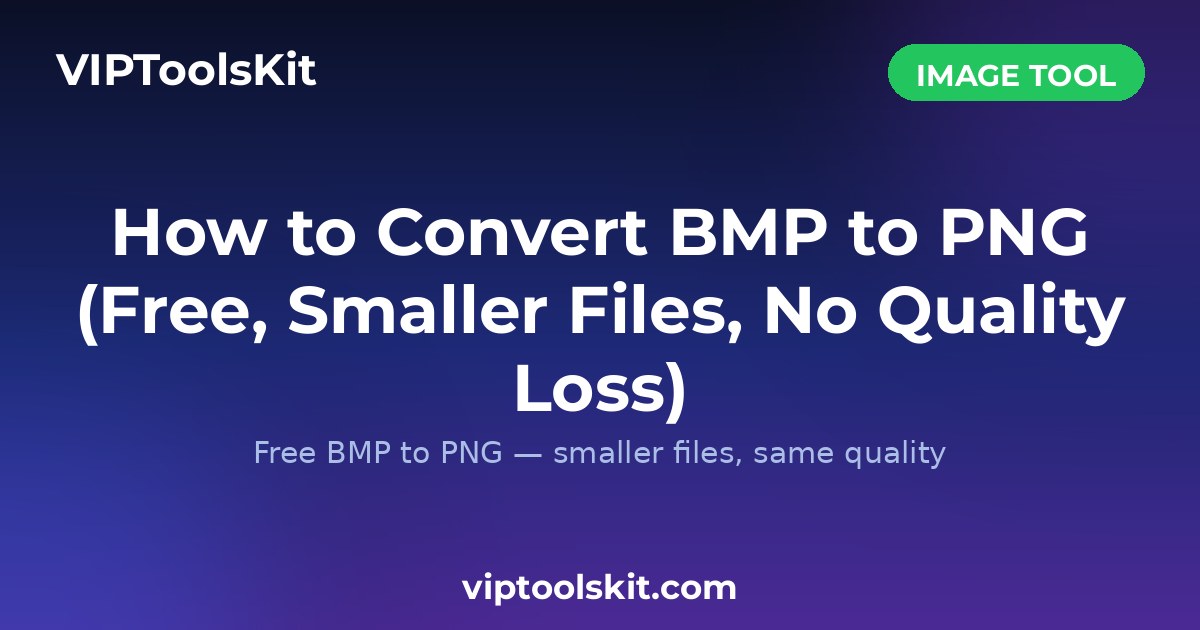 VIPToolsKit
IMAGE TOOL
How to Convert BMP to PNG
(Free, Smaller Files, No Quality
Loss)
Free BMP to PNG — smaller files, same quality
viptoolskit.com